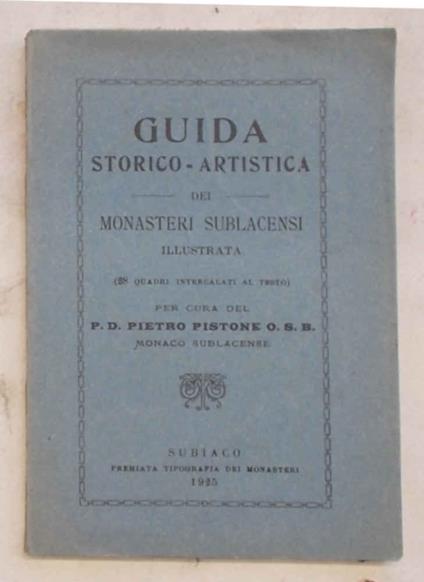 GUIDA
STORICO - ARTISTICA
DEI
MONASTERI SUBLACENSI
ILLUSTRATA
(28 QUADRI INTERCALATI AL TESTO)
PER CURA DEL
P. D. PIETRO PISTONE O. S. B.
MONACO SUBLACENSE
SUBIACO
PREMIATA TIPOGRAFIA DEI MONASTERI
1925